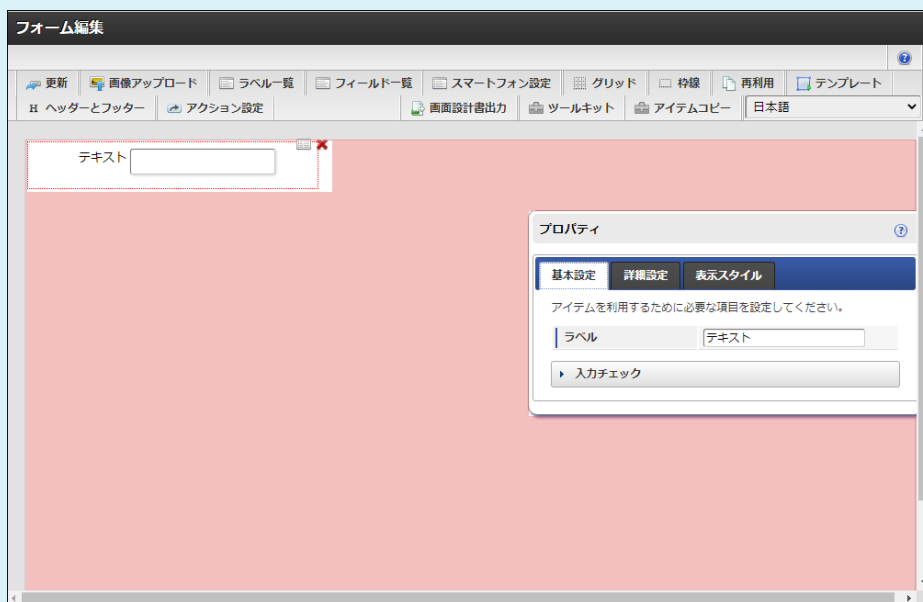 フォーム編集
更新 画像アップロード ラベル一覧 フィールド一覧 スマートフォン設定 グリッド 枠線 再利用 テンプレート
H ヘッダーとフッター アクション設定 画面設計書出力 ツールキット アイテムコピー 日本語
テキスト
プロパティ
基本設定 詳細設定 表示スタイル
アイテムを利用するために必要な項目を設定してください。
ラベル テキスト
入力チェック